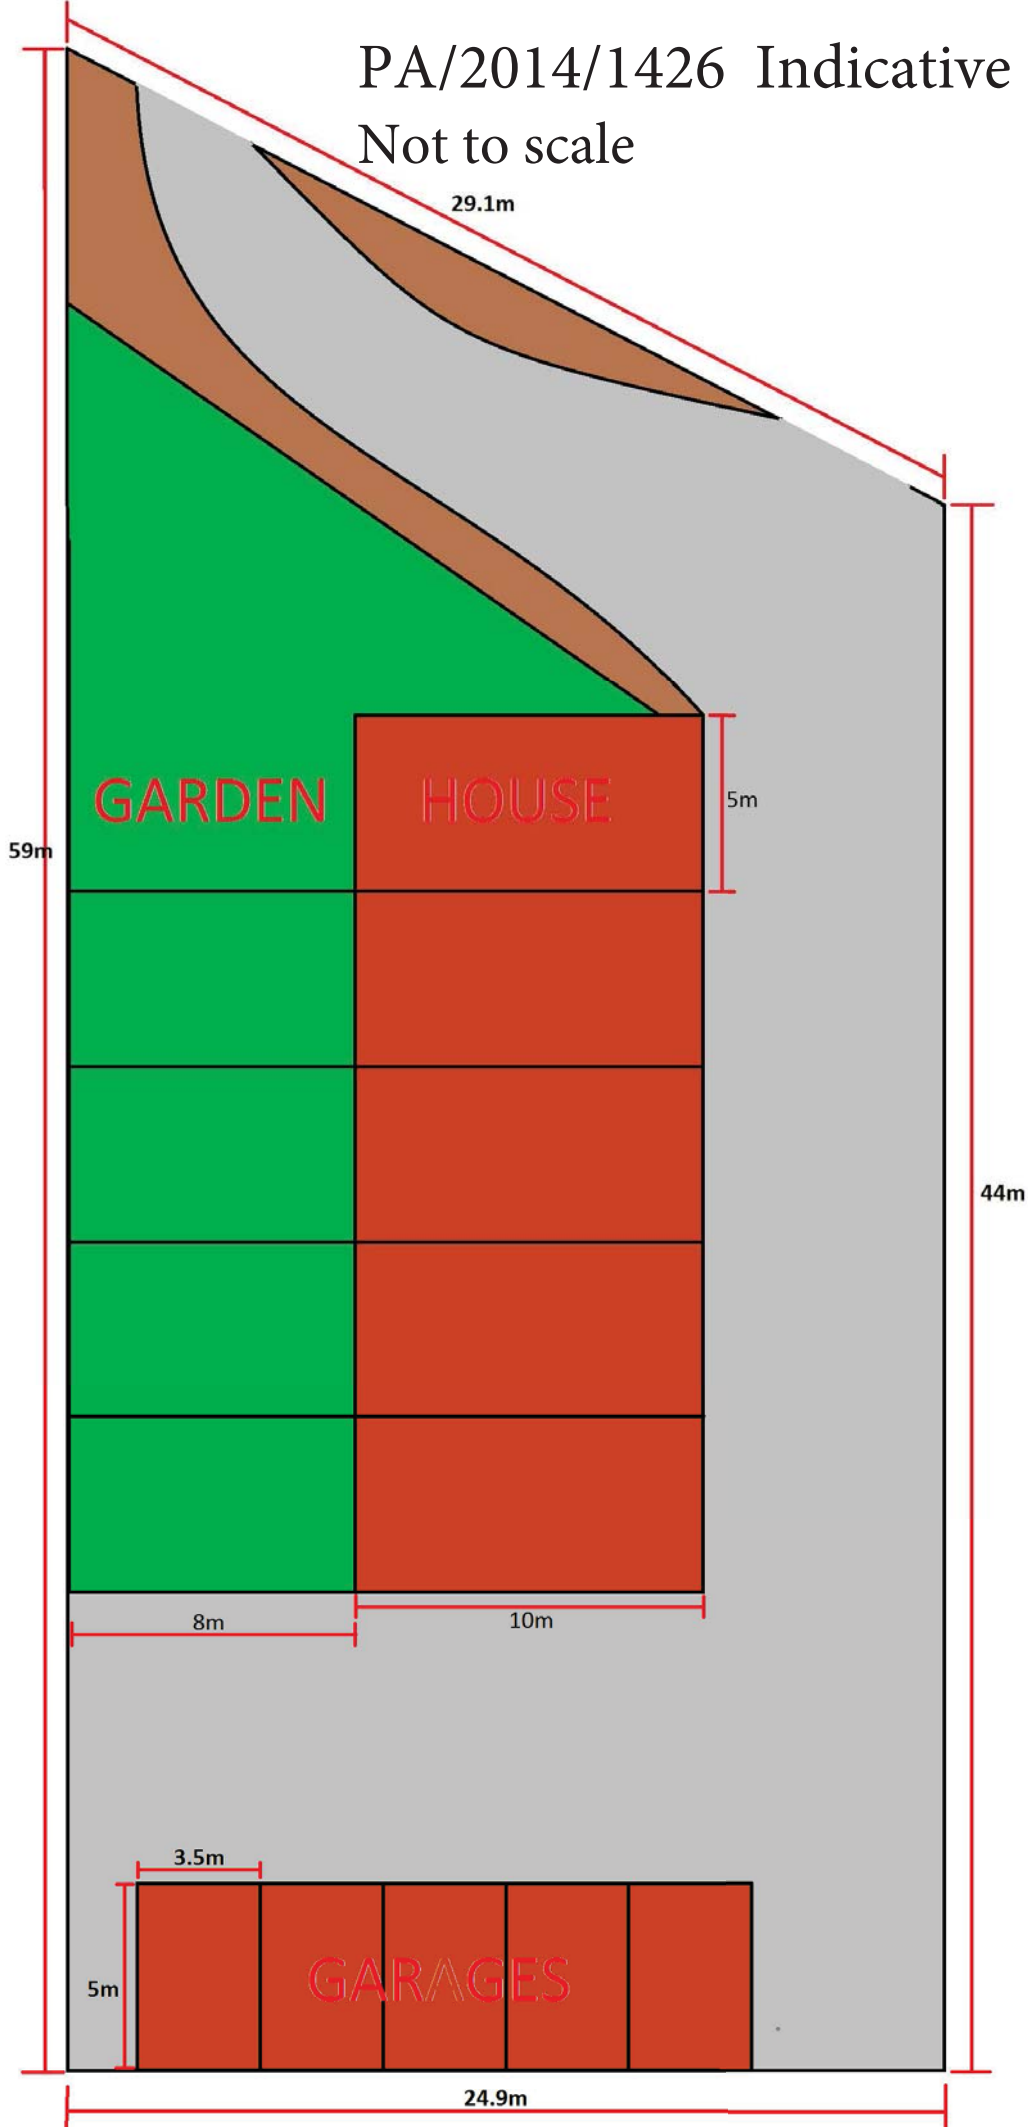 PA/2014/1426 Indicative
Not to scale
29.1m
GARDEN
HOUSE
5m
59m
44m
8m
10m
3.5m
GARAGES
5m
24.9m